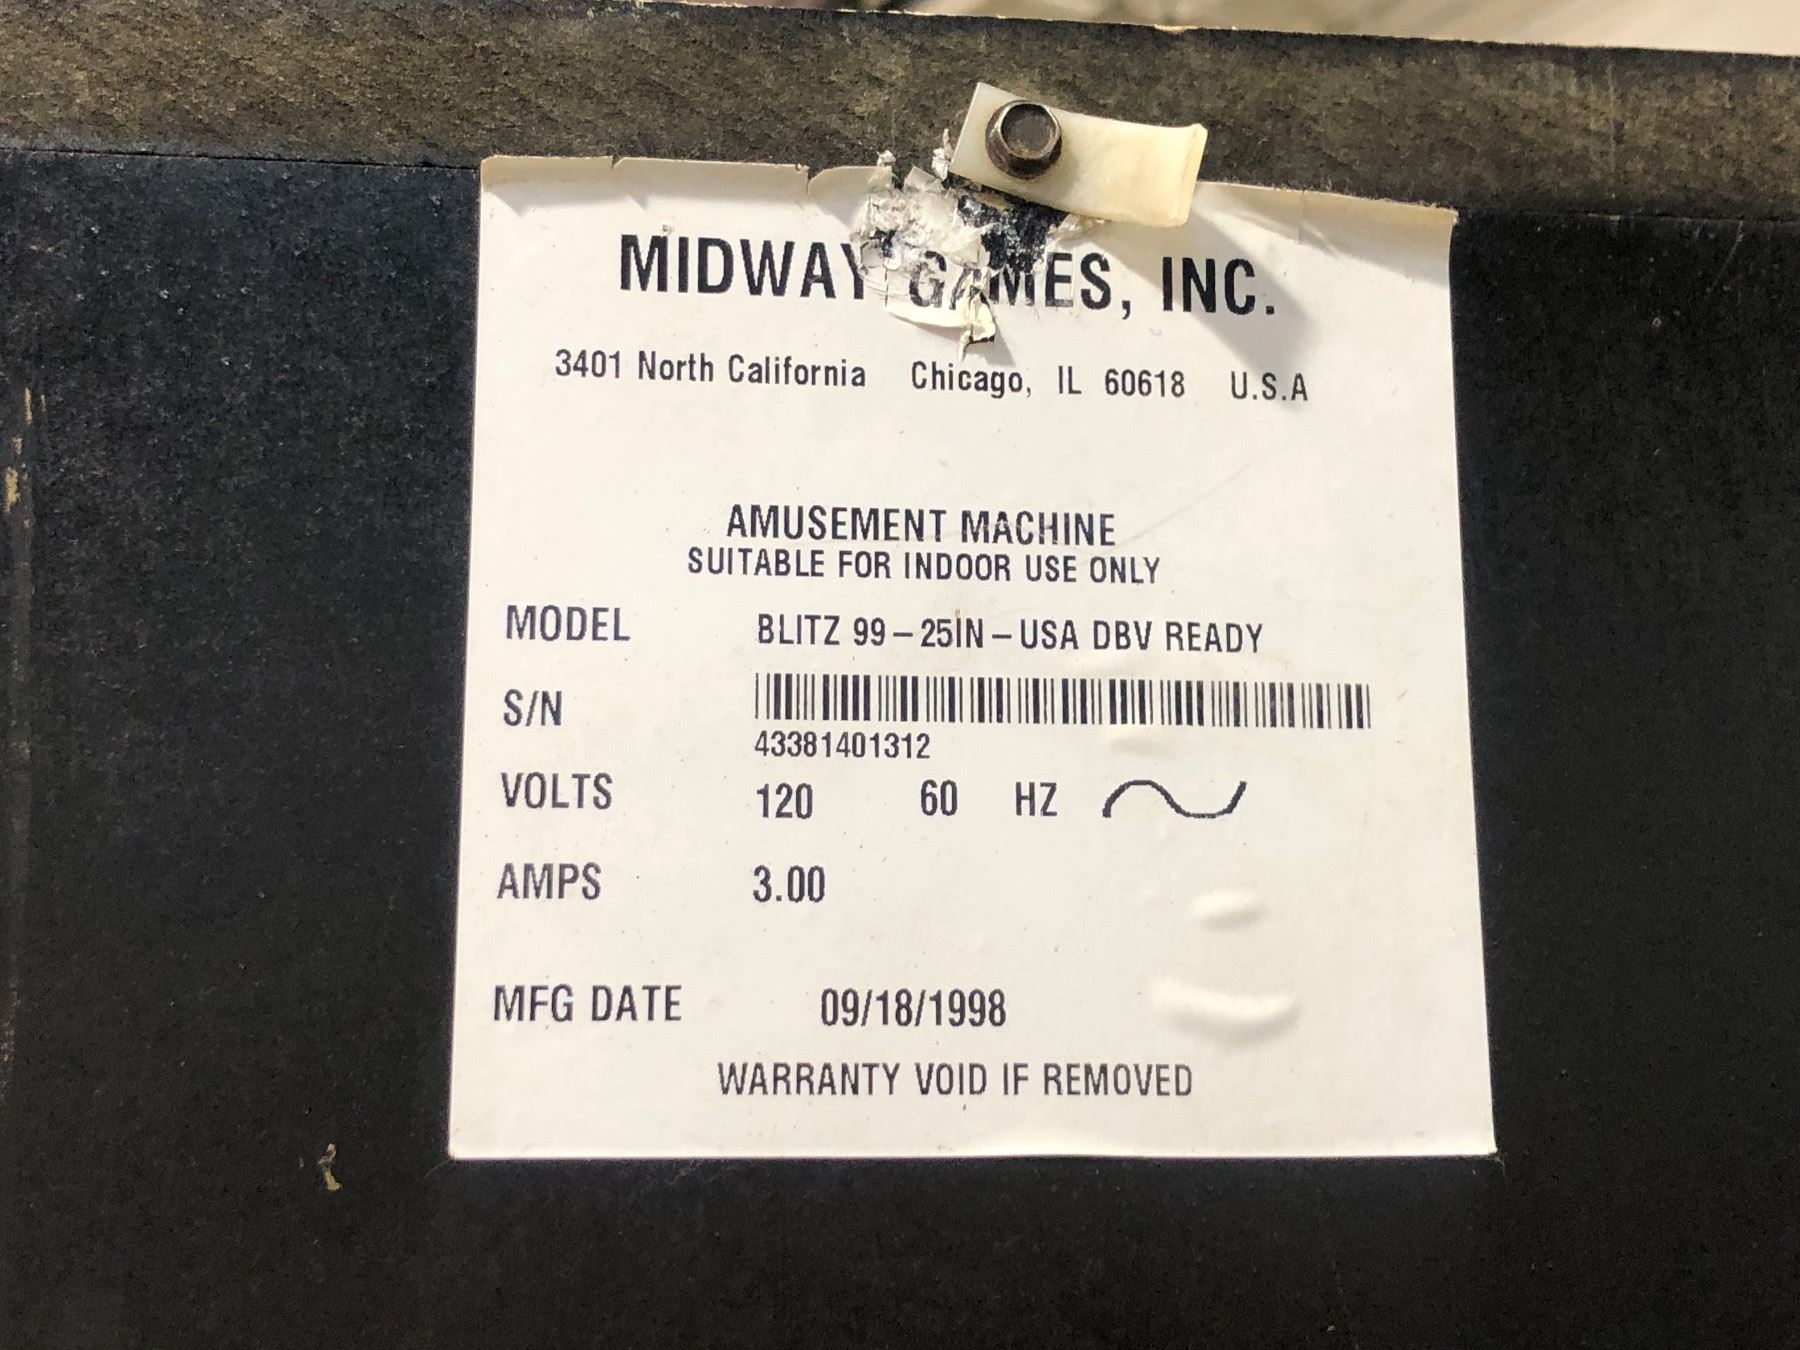 MIDWAY GAMES, INC.
3401 North California Chicago, IL 60618 U.S.A
AMUSEMENT MACHINE
SUITABLE FOR INDOOR USE ONLY
MODEL BLITZ 99 – 25IN – USA DBV READY
S/N 43381401312
VOLTS 120 60 HZ
AMPS 3.00
MFG DATE 09/18/1998
WARRANTY VOID IF REMOVED